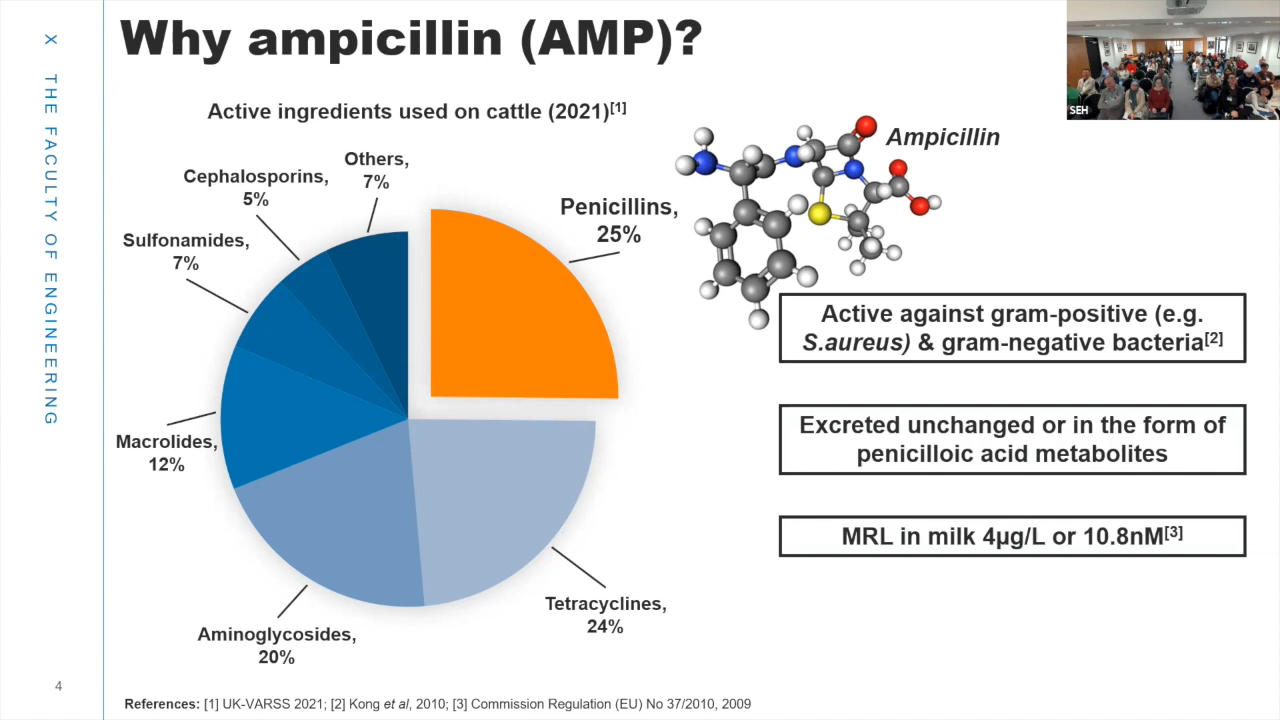 X THE FACULTY OF ENGINEERING
Why ampicillin (AMP)?
SEH
Active ingredients used on cattle (2021)[1]
Others,
7%
Cephalosporins,
5%
Sulfonamides,
7%
Macrolides,
12%
Aminoglycosides,
20%
Tetracyclines,
24%
Penicillins,
25%
Ampicillin
Active against gram-positive (e.g.
S.aureus) & gram-negative bacteria[2]
Excreted unchanged or in the form of
penicilloic acid metabolites
MRL in milk 4µg/L or 10.8nM[3]
4
References: [1] UK-VARSS 2021; [2] Kong et al, 2010; [3] Commission Regulation (EU) No 37/2010, 2009